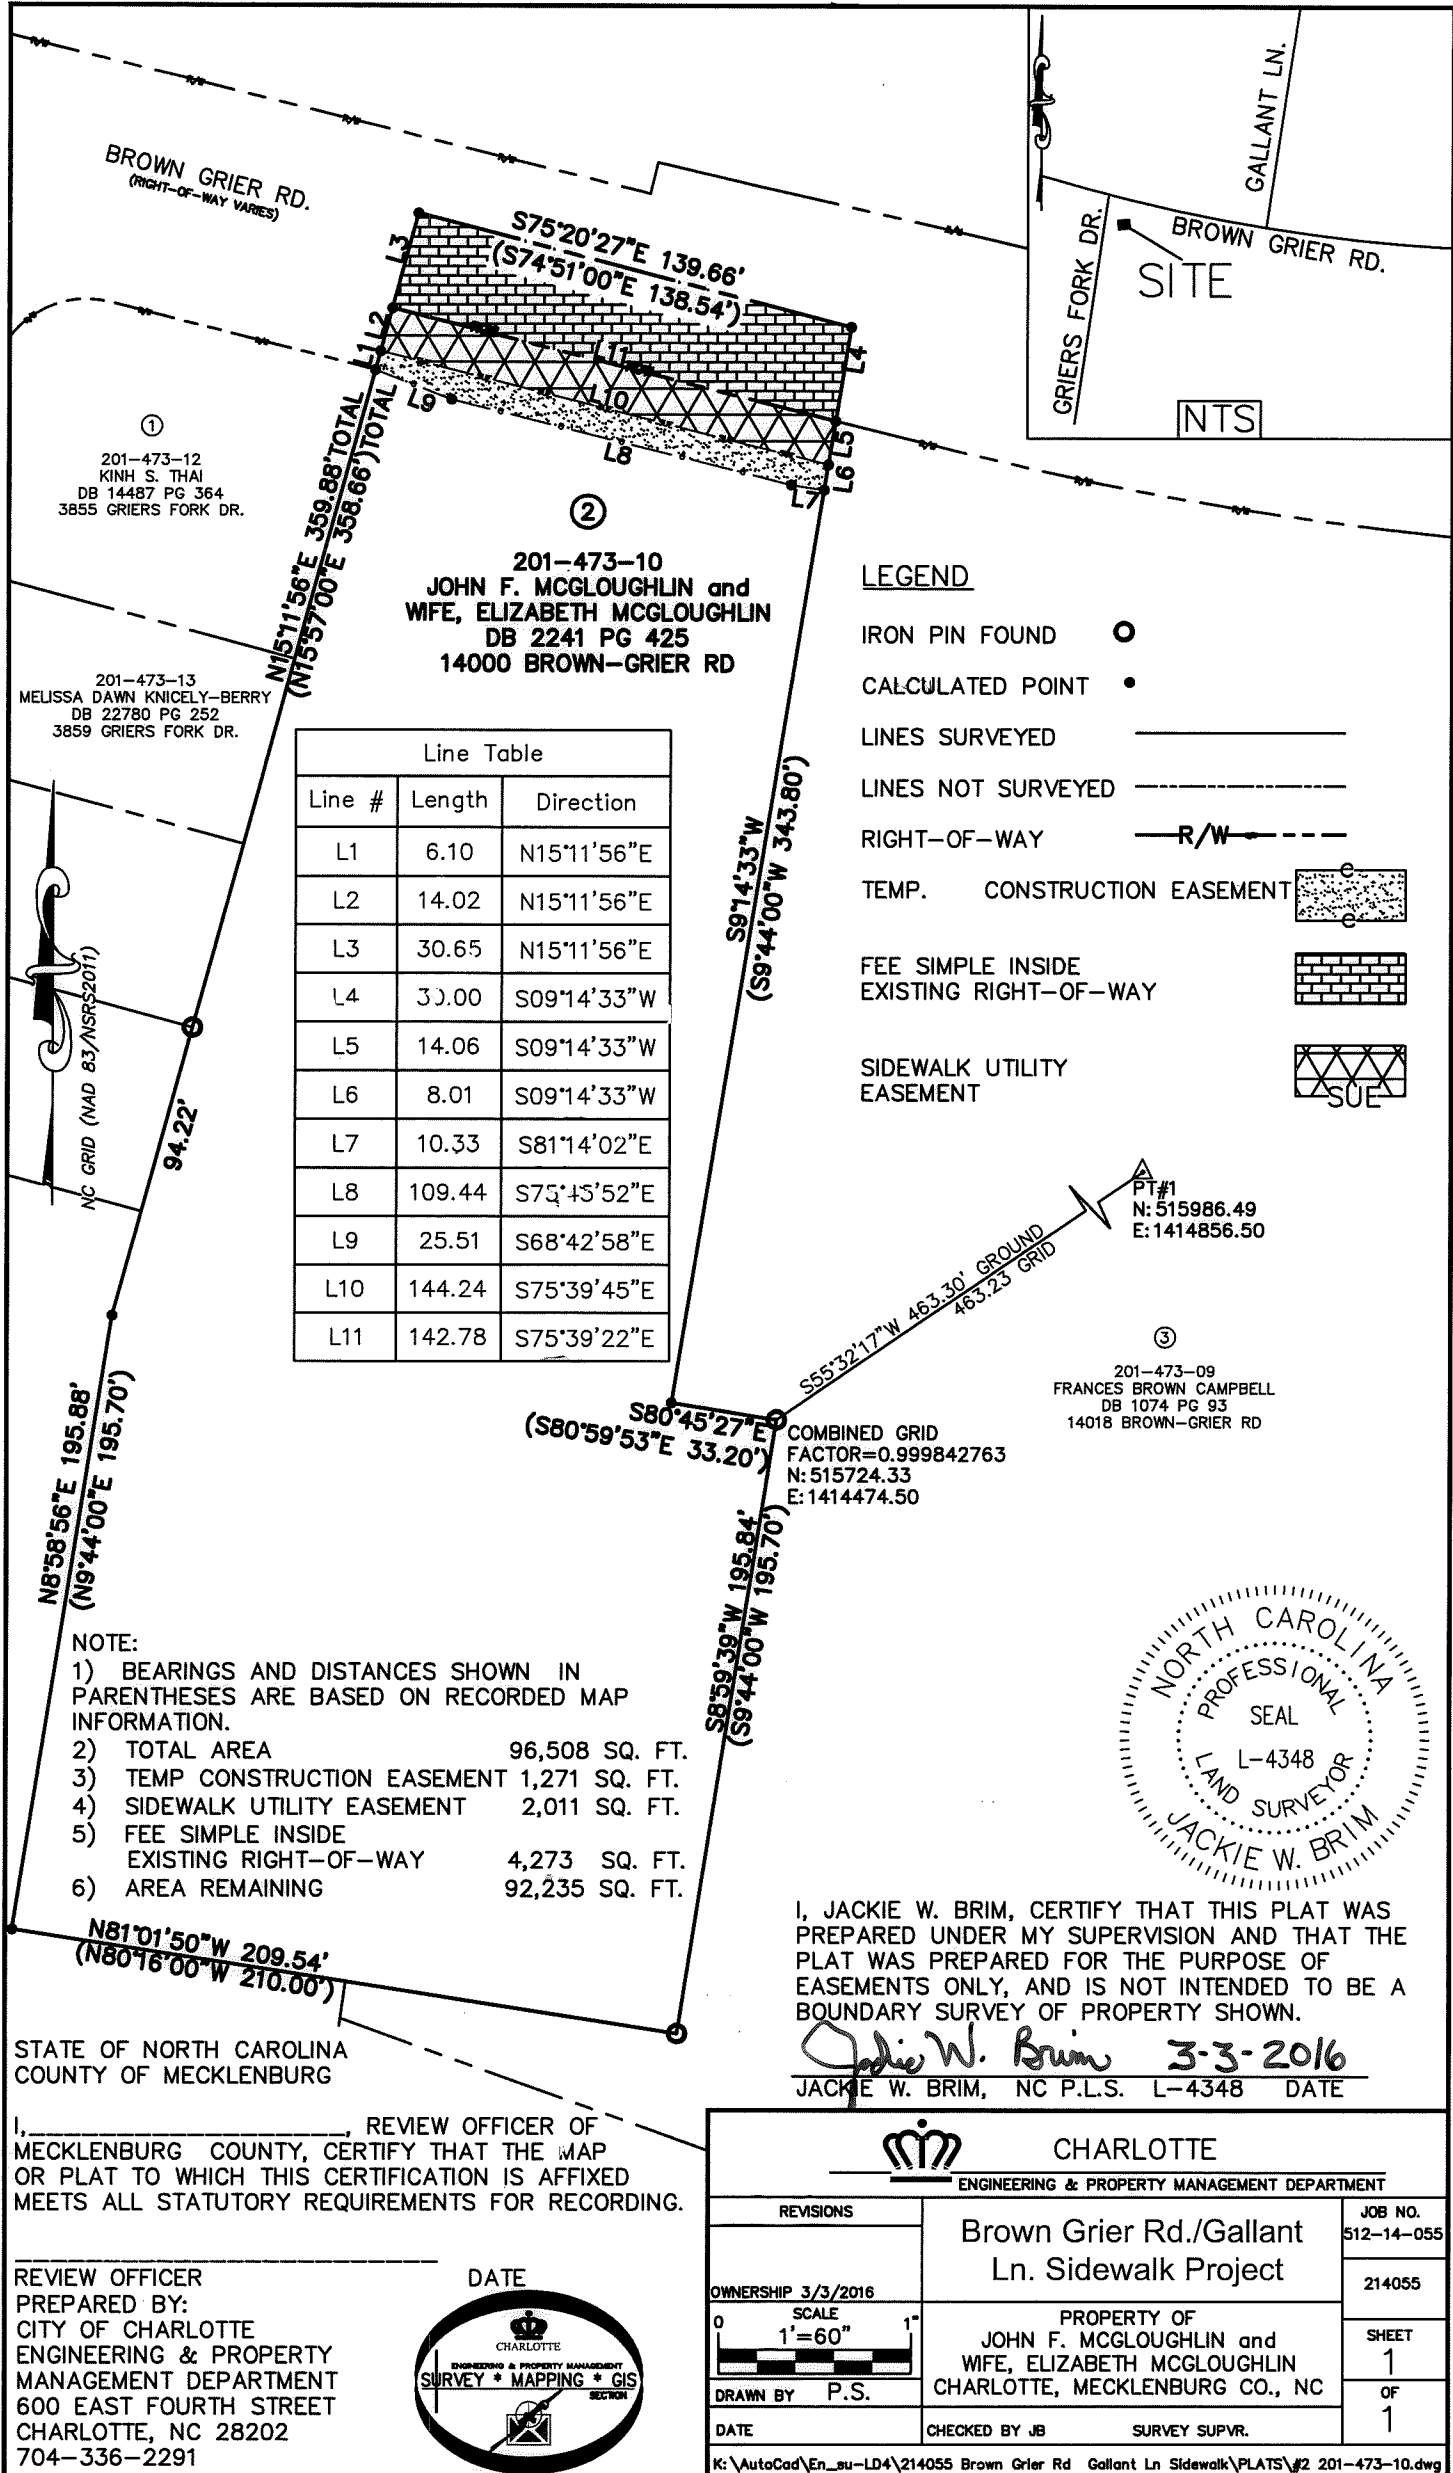 BROWN GRIER RD.
(RIGHT-OF-WAY VARIES)
S75°20'27"E 139.66'
(S74°51'00"E 138.54')
L3
L2
L1
L4
L11
L10
L5
L9
L8
L6
L7
GALLANT LN.
BROWN GRIER RD.
GRIERS FORK DR.
SITE
NTS
1
201-473-12
KINH S. THAI
DB 14487 PG 364
3855 GRIERS FORK DR.
N15°11'56"E 359.88'TOTAL
(N15°57'00"E 358.66')TOTAL
2
201-473-10
JOHN F. MCGLOUGHLIN and
WIFE, ELIZABETH MCGLOUGHLIN
DB 2241 PG 425
14000 BROWN-GRIER RD
201-473-13
MELISSA DAWN KNICELY-BERRY
DB 22780 PG 252
3859 GRIERS FORK DR.
LEGEND
IRON PIN FOUND
CALCULATED POINT
LINES SURVEYED
LINES NOT SURVEYED
RIGHT-OF-WAY R/W
TEMP. CONSTRUCTION EASEMENT
e
e
FEE SIMPLE INSIDE
EXISTING RIGHT-OF-WAY
SIDEWALK UTILITY
EASEMENT
SUE
Line Table
Line # Length Direction
L1 6.10 N15°11'56"E
L2 14.02 N15°11'56"E
L3 30.65 N15°11'56"E
L4 30.00 S09°14'33"W
L5 14.06 S09°14'33"W
L6 8.01 S09°14'33"W
L7 10.33 S81°14'02"E
L8 109.44
L9 25.51 S68°42'58"E
L10 144.24 S75°39'45"E
L11 142.78 S75°39'22"E
S9°14'33"W
(S9°44'00"W 343.80')
NC GRID (NAD 83/NSRS2011)
94.22'
PT#1
N: 515986.49
E: 1414856.50
S55°32'17"W 463.30' GROUND
463.23 GRID
3
201-473-09
FRANCES BROWN CAMPBELL
DB 1074 PG 93
14018 BROWN-GRIER RD
S80°45'27"E
(S80°59'53"E 33.20')
COMBINED GRID
FACTOR=0.999842763
N: 515724.33
E: 1414474.50
N8°58'56"E 195.88'
(N9°44'00"E 195.70')
S8°59'39"W 195.84'
(S9°44'00"W 195.70')
NOTE:
1) BEARINGS AND DISTANCES SHOWN IN
PARENTHESES ARE BASED ON RECORDED MAP
INFORMATION.
2) TOTAL AREA 96,508 SQ. FT.
3) TEMP CONSTRUCTION EASEMENT 1,271 SQ. FT.
4) SIDEWALK UTILITY EASEMENT 2,011 SQ. FT.
5) FEE SIMPLE INSIDE
EXISTING RIGHT-OF-WAY 4,273 SQ. FT.
6) AREA REMAINING 92,235 SQ. FT.
N81°01'50"W 209.54'
(N80°16'00"W 210.00')
NORTH CAROLINA
PROFESSIONAL
SEAL
L-4348
LAND SURVEYOR
JACKIE W. BRIM
I, JACKIE W. BRIM, CERTIFY THAT THIS PLAT WAS
PREPARED UNDER MY SUPERVISION AND THAT THE
PLAT WAS PREPARED FOR THE PURPOSE OF
EASEMENTS ONLY, AND IS NOT INTENDED TO BE A
BOUNDARY SURVEY OF PROPERTY SHOWN.
Jackie W. Brim 3-3-2016
JACKIE W. BRIM, NC P.L.S. L-4348 DATE
STATE OF NORTH CAROLINA
COUNTY OF MECKLENBURG
I,____________________, REVIEW OFFICER OF
MECKLENBURG COUNTY, CERTIFY THAT THE MAP
OR PLAT TO WHICH THIS CERTIFICATION IS AFFIXED
MEETS ALL STATUTORY REQUIREMENTS FOR RECORDING.
REVIEW OFFICER DATE
PREPARED BY:
CITY OF CHARLOTTE
ENGINEERING & PROPERTY
MANAGEMENT DEPARTMENT
600 EAST FOURTH STREET
CHARLOTTE, NC 28202
704-336-2291
CHARLOTTE
ENGINEERING & PROPERTY MANAGEMENT
SURVEY * MAPPING * GIS
SECTION
CHARLOTTE
ENGINEERING & PROPERTY MANAGEMENT DEPARTMENT
REVISIONS
OWNERSHIP 3/3/2016
Brown Grier Rd./Gallant
Ln. Sidewalk Project
JOB NO.
512-14-055
214055
0 SCALE 1"
1'=60"
PROPERTY OF
JOHN F. MCGLOUGHLIN and
WIFE, ELIZABETH MCGLOUGHLIN
CHARLOTTE, MECKLENBURG CO., NC
SHEET
1
OF
1
DRAWN BY P.S.
DATE
CHECKED BY JB SURVEY SUPVR.
K:\AutoCad\En_su-LD4\214055 Brown Grier Rd Gallant Ln Sidewalk\PLATS\#2 201-473-10.dwg